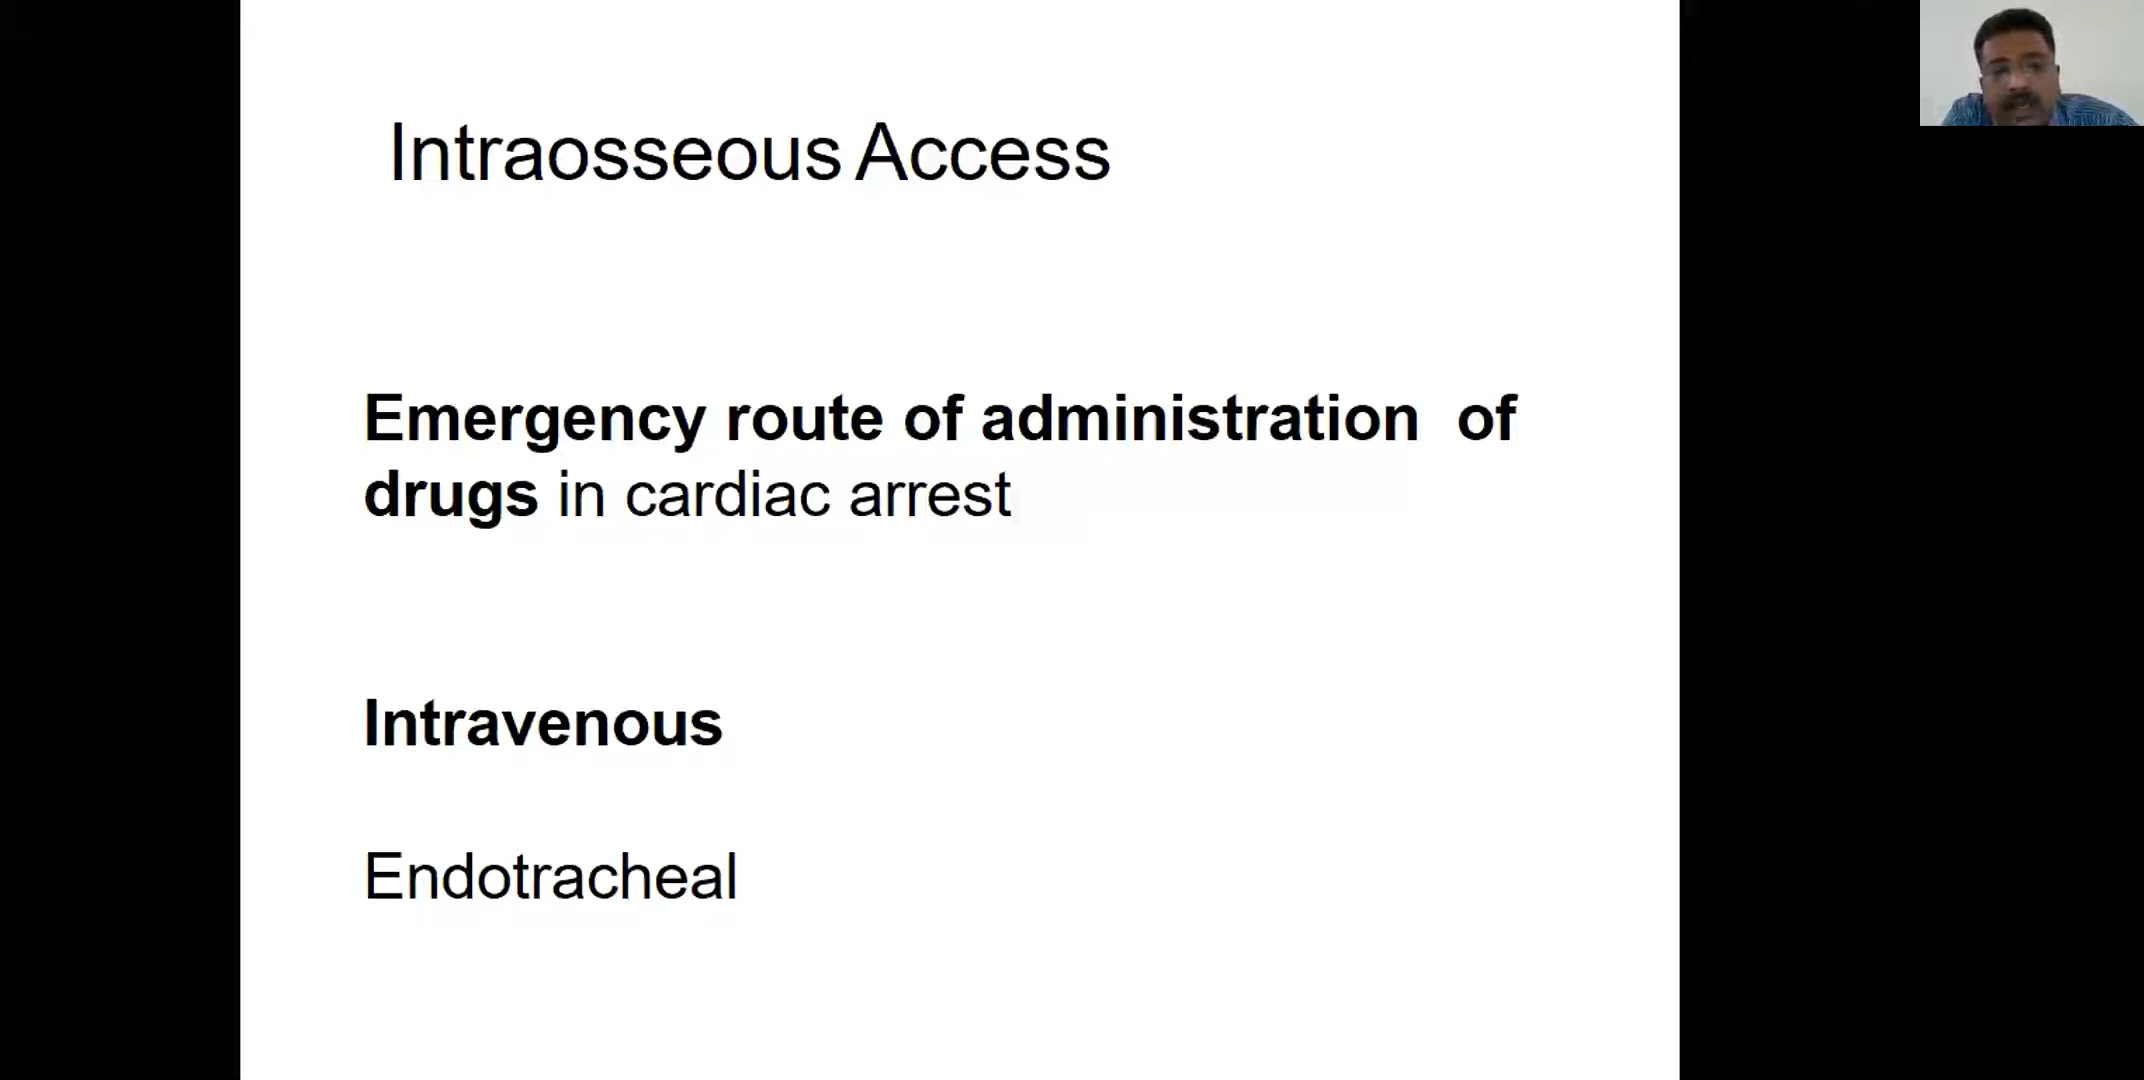 Intraosseous Access
Emergency route of administration of
drugs in cardiac arrest
Intravenous
Endotracheal